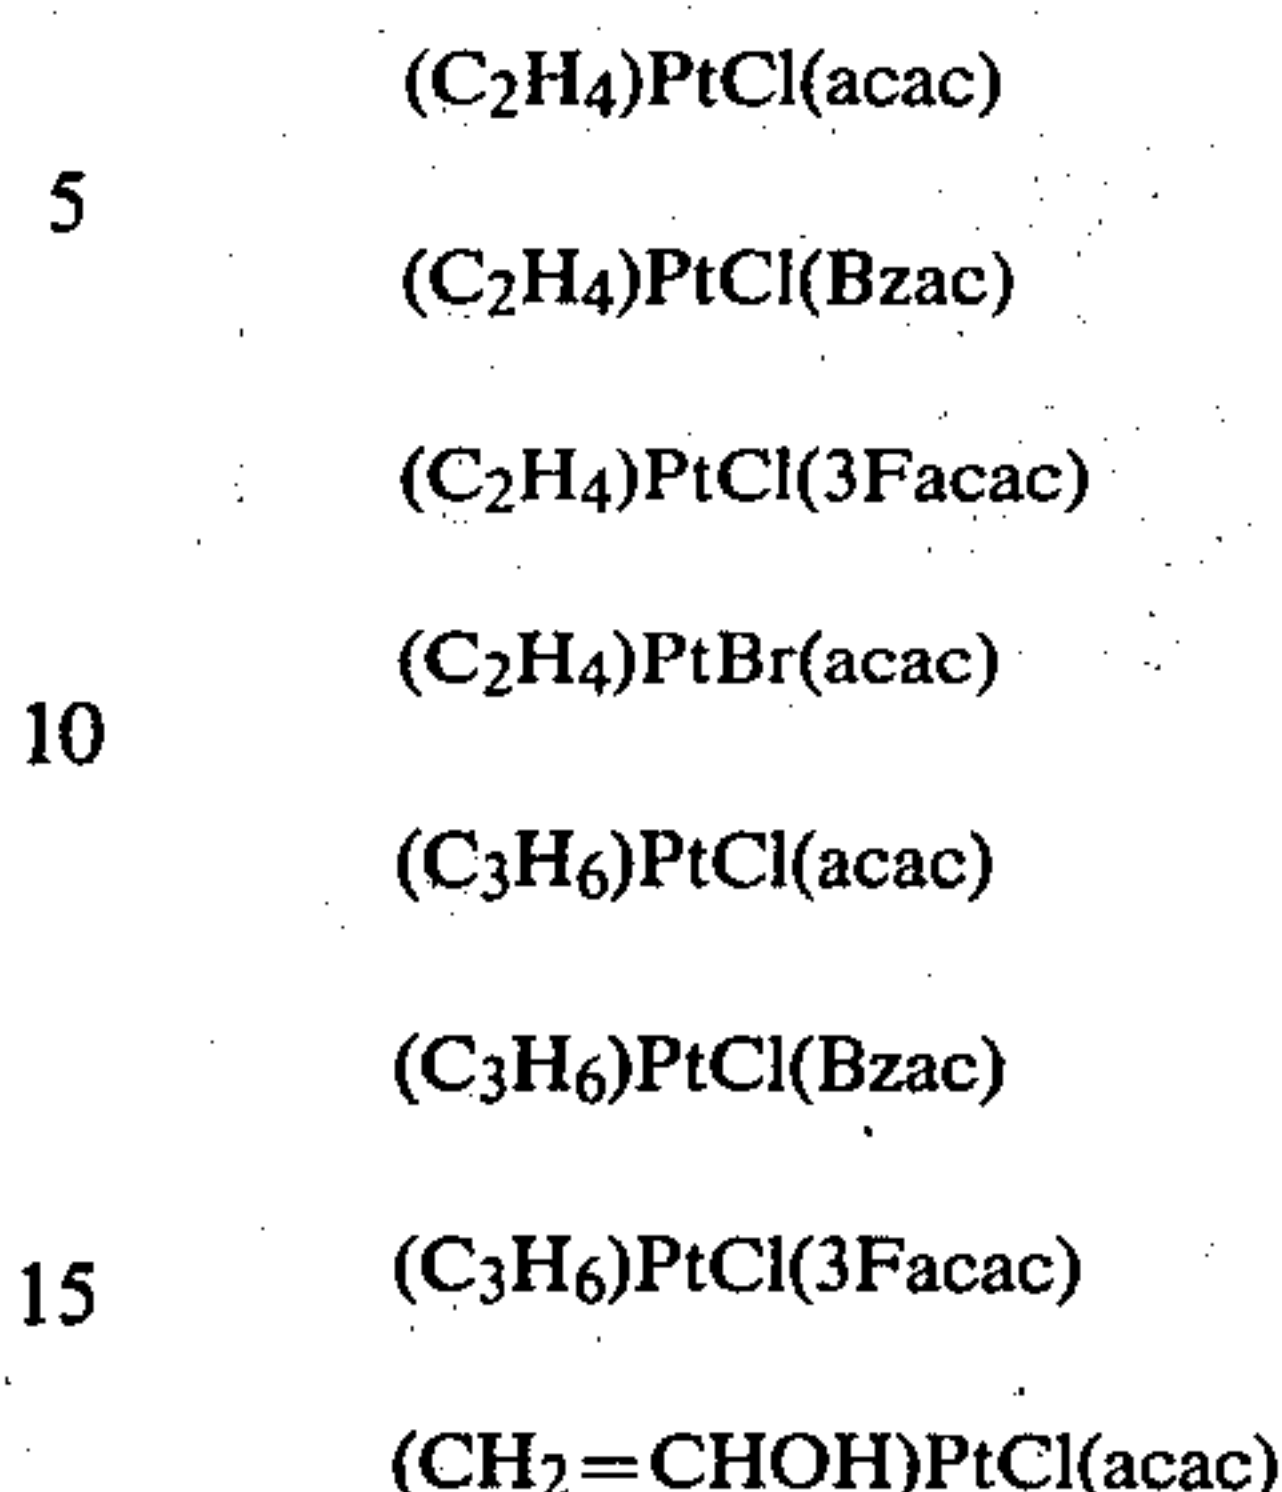 (C₂H₄)PtCl(acac)
5
(C₂H₄)PtCl(Bzac)
(C₂H₄)PtCl(3Facac)
(C₂H₄)PtBr(acac)
10
(C₃H₆)PtCl(acac)
(C₃H₆)PtCl(Bzac)
(C₃H₆)PtCl(3Facac)
15
(CH₂=CHOH)PtCl(acac)